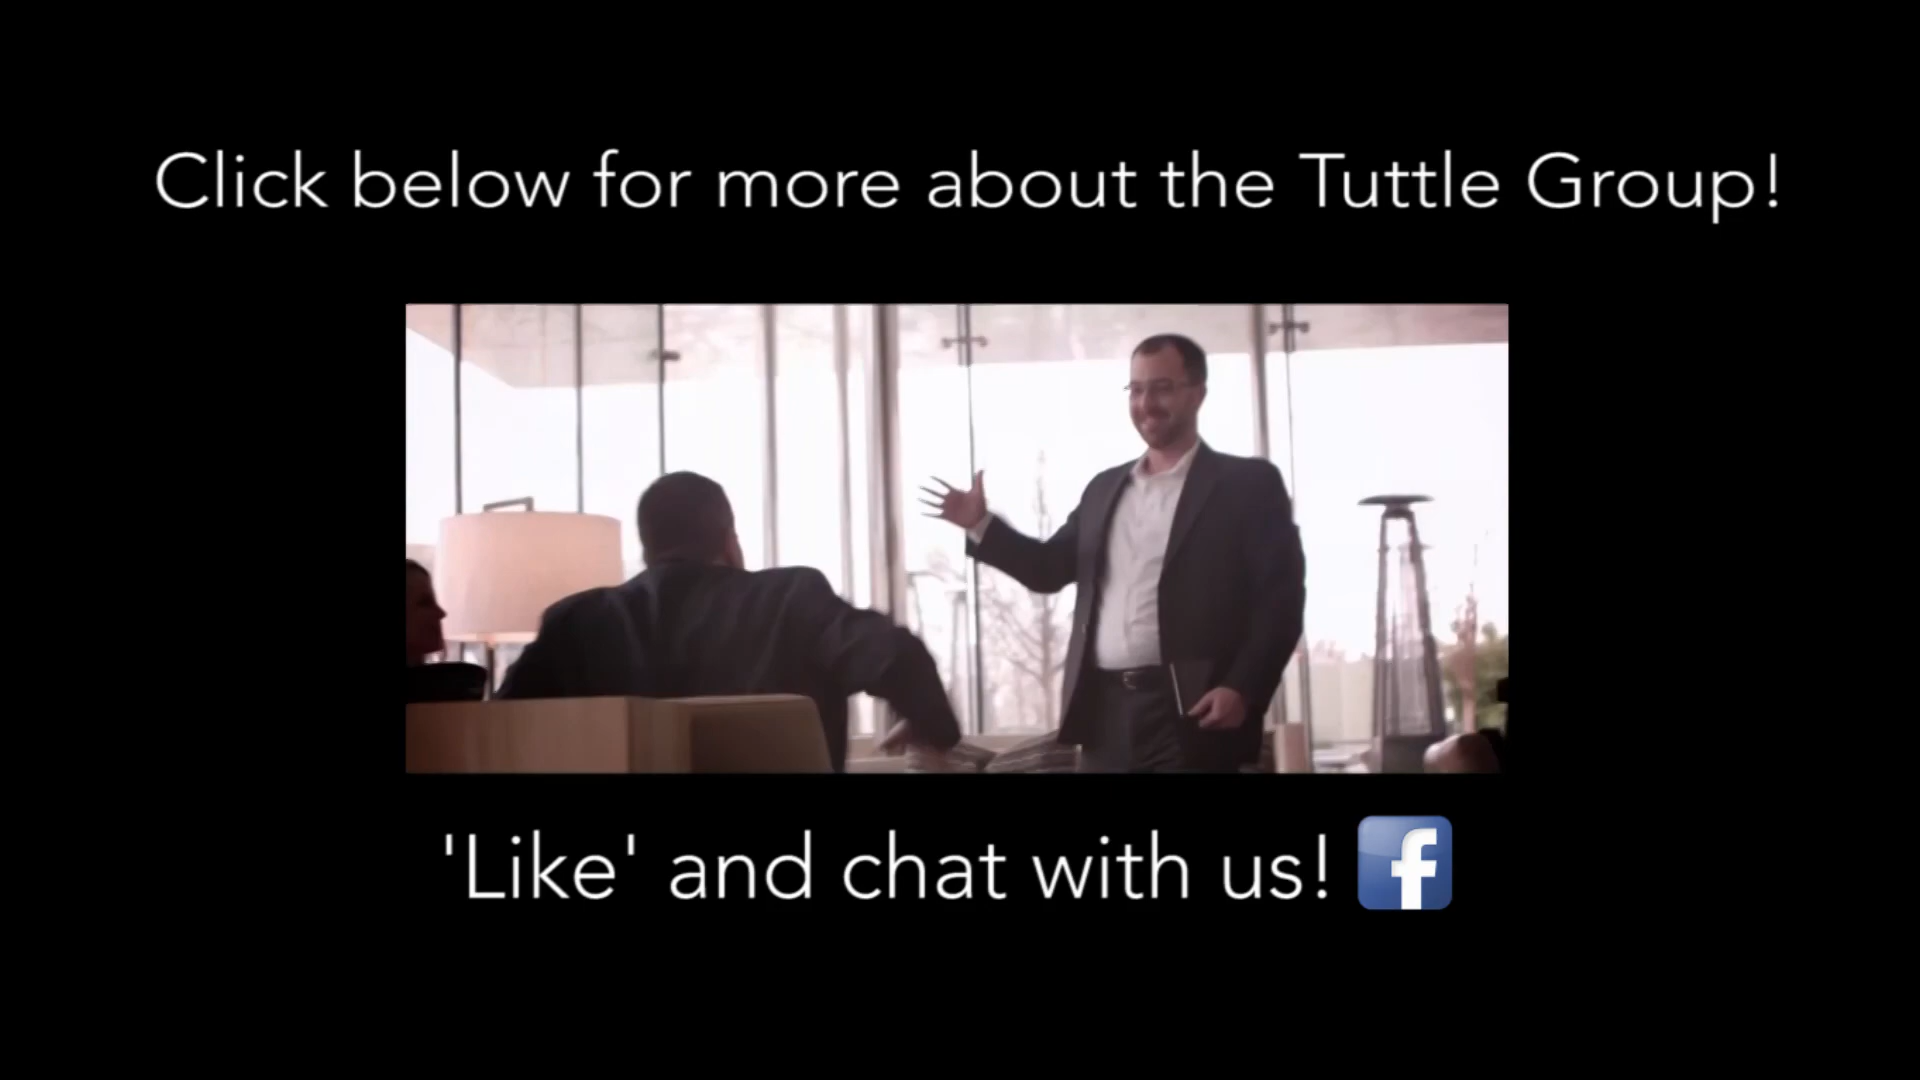 Click below for more about the Tuttle Group!
'Like' and chat with us! f